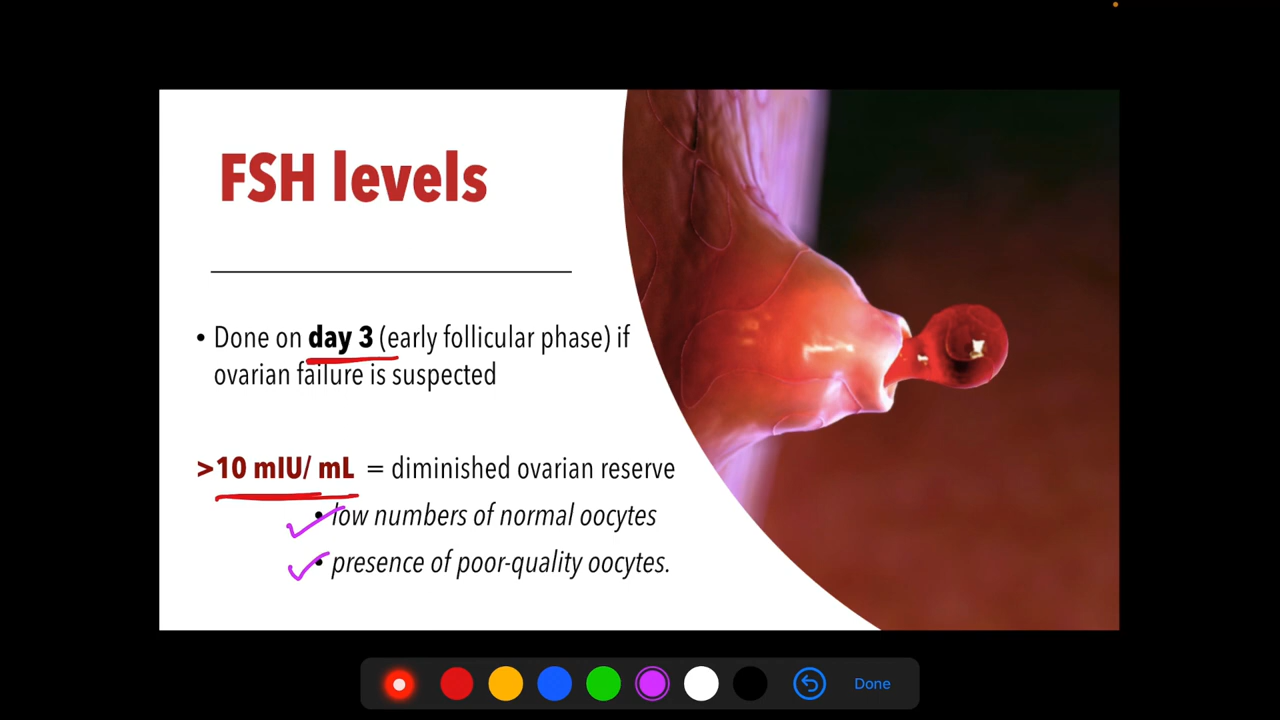 FSH levels
• Done on day 3 (early follicular phase) if
ovarian failure is suspected
>10 mIU/ mL = diminished ovarian reserve
• low numbers of normal oocytes
• presence of poor-quality oocytes.
Done